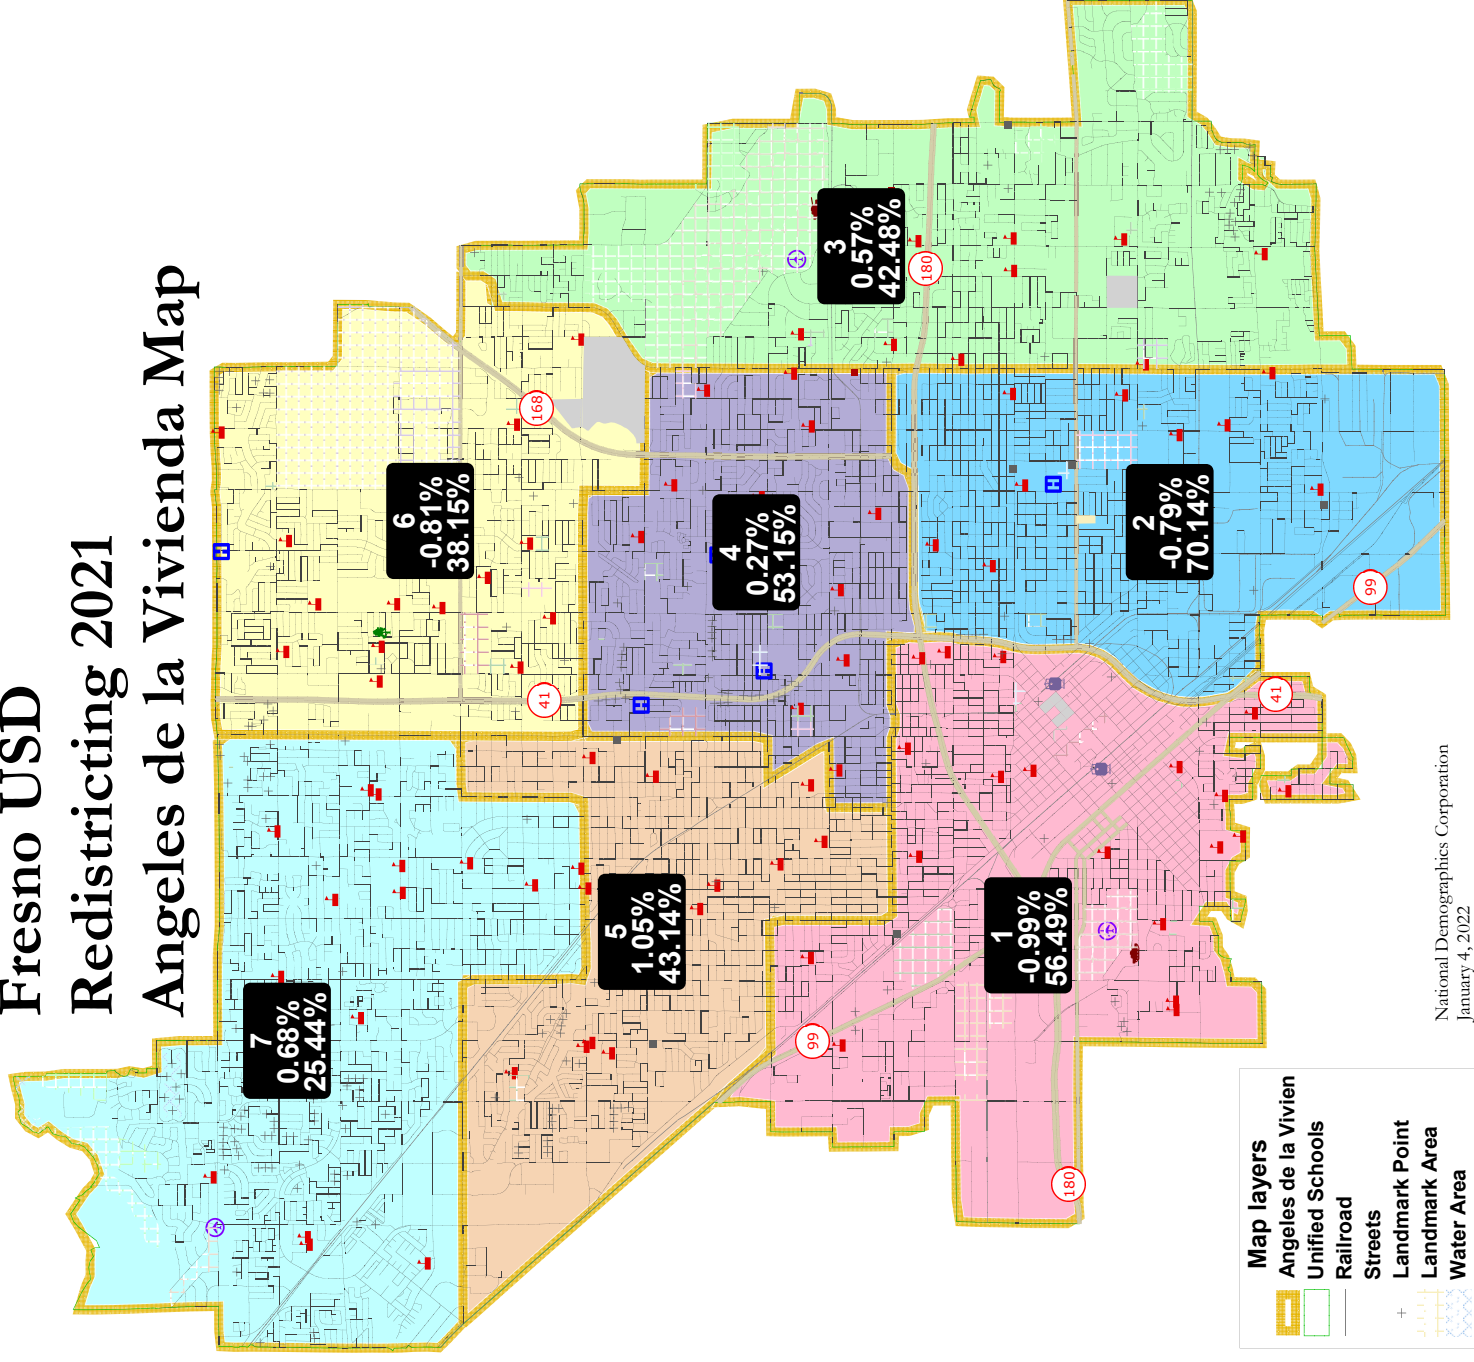 Fresno USD
Redistricting 2021
Angeles de la Vivienda Map
7
0.68%
25.44%
6
-0.81%
38.15%
5
1.05%
43.14%
4
0.27%
53.15%
3
0.57%
42.48%
1
-0.99%
56.49%
2
-0.79%
70.14%
168
41
180
99
180
41
99
H
H
H
H
Map layers
Angeles de la Vivien
Unified Schools
Railroad
Streets
Landmark Point
Landmark Area
Water Area
National Demographics Corporation
January 4, 2022